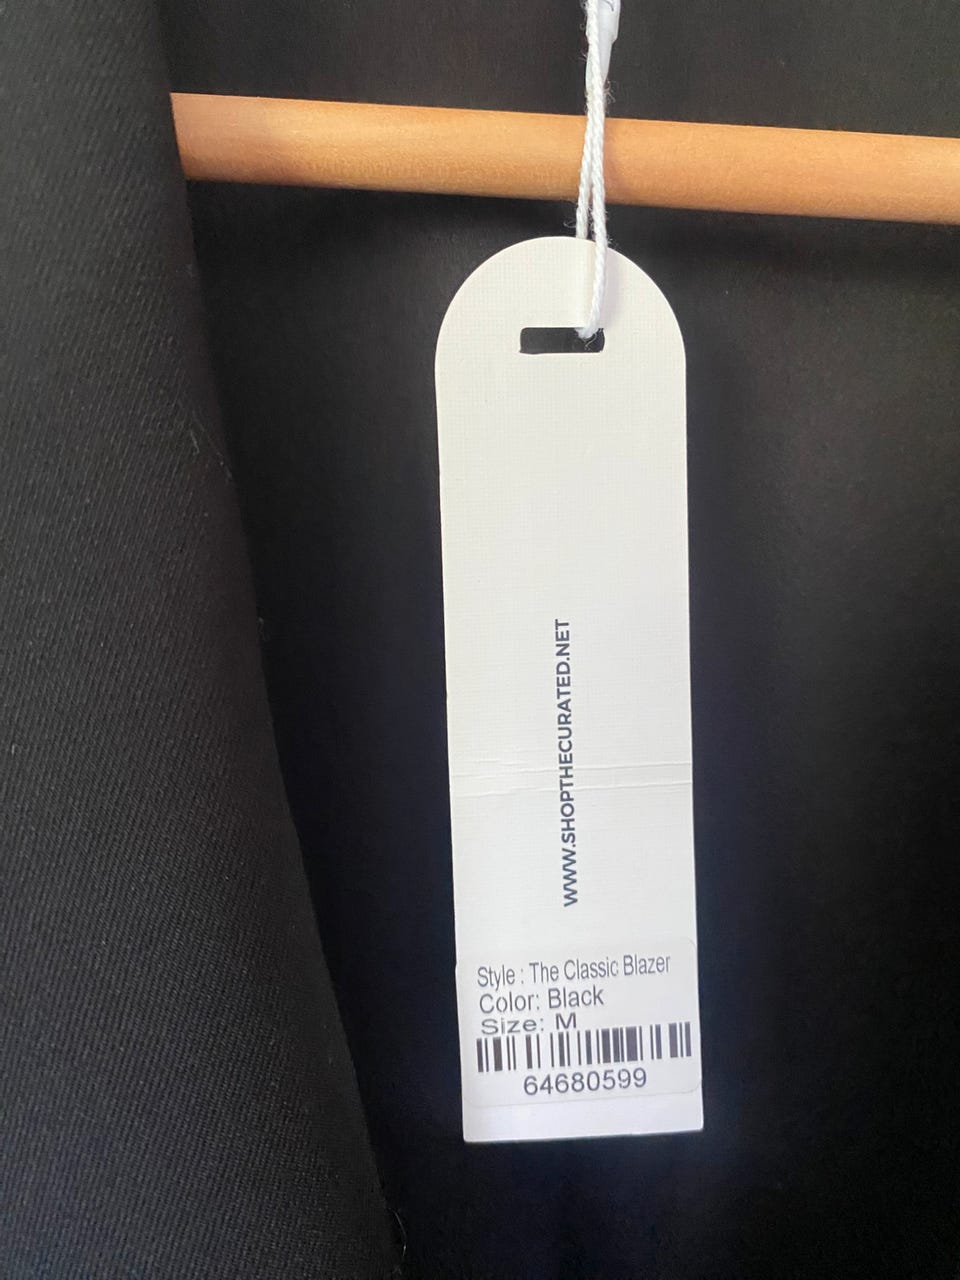 WWW.SHOPTHECURATED.NET
Style : The Classic Blazer
Color: Black
Size: M
64680599